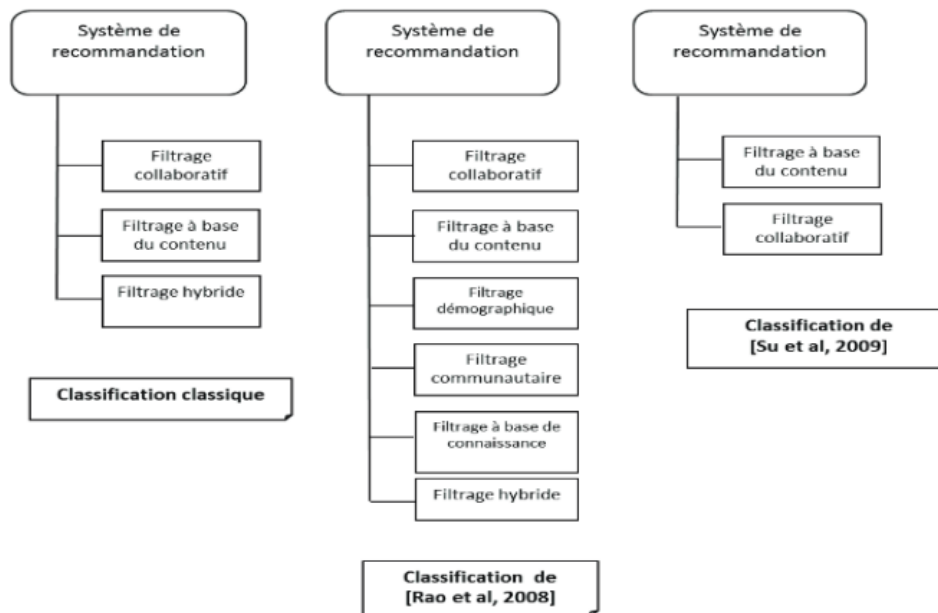 Système de
recommandation
Filtrage
collaboratif
Filtrage à base
du contenu
Filtrage hybride
Classification classique
Système de
recommandation
Filtrage
collaboratif
Filtrage à base
du contenu
Filtrage
démographique
Filtrage
communautaire
Filtrage à base de
connaissance
Filtrage hybride
Classification de
[Rao et al, 2008]
Système de
recommandation
Filtrage à base
du contenu
Filtrage
collaboratif
Classification de
[Su et al, 2009]